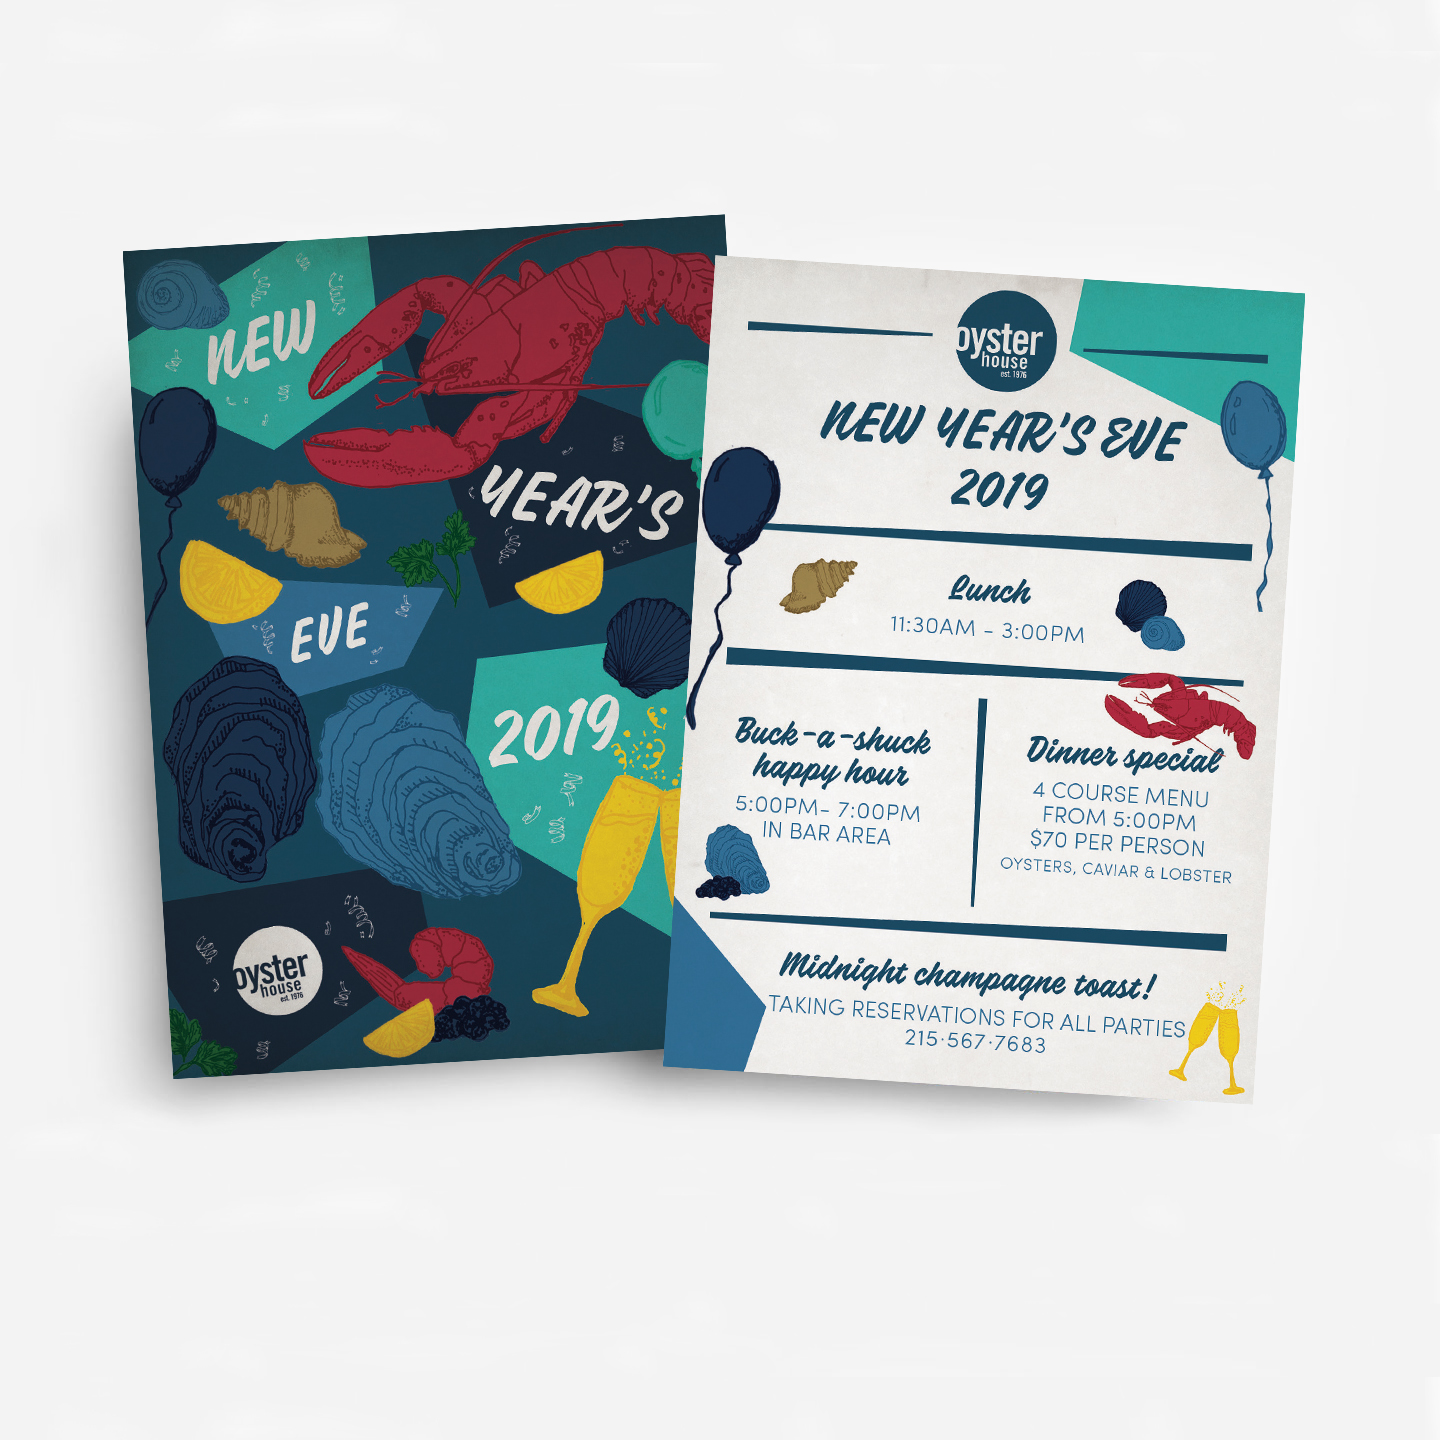 NEW
YEAR'S
EVE
2019
oyster
house
est. 1976
oyster
house
est. 1976
NEW YEAR'S EVE
2019
Lunch
11:30AM - 3:00PM
Buck-a-shuck
happy hour
5:00PM- 7:00PM
IN BAR AREA
Dinner special
4 COURSE MENU
FROM 5:00PM
$70 PER PERSON
OYSTERS, CAVIAR & LOBSTER
Midnight champagne toast!
TAKING RESERVATIONS FOR ALL PARTIES
215·567·7683